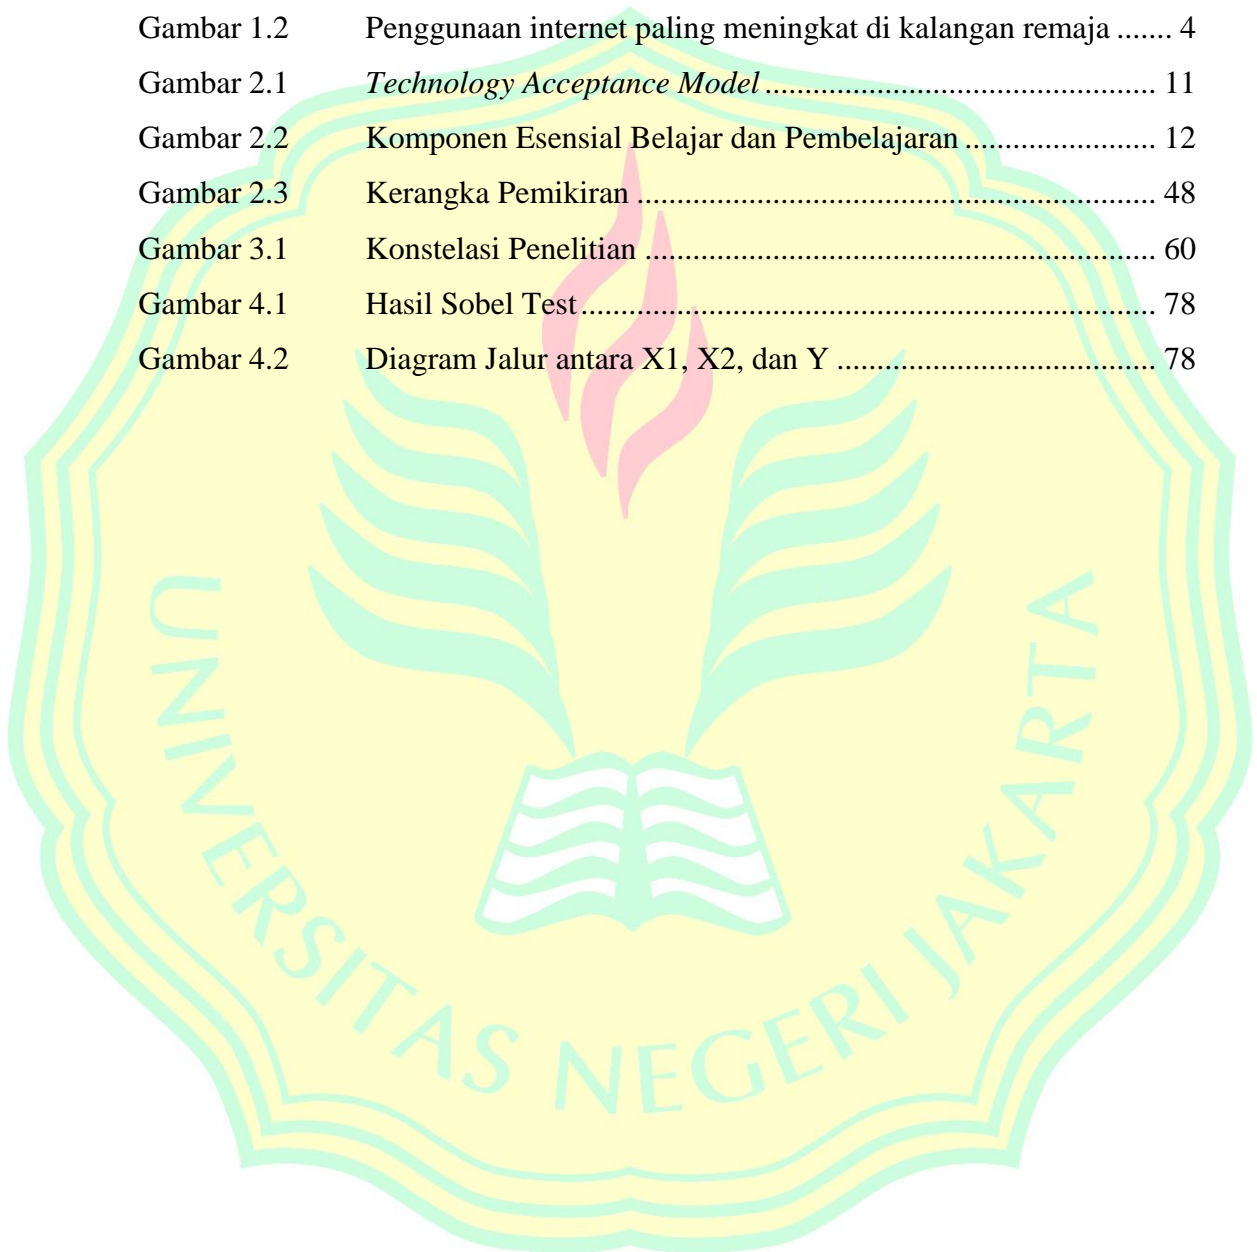 Gambar 1.2 Penggunaan internet paling meningkat di kalangan remaja ....... 4
Gambar 2.1 Technology Acceptance Model ................................................. 11
Gambar 2.2 Komponen Esensial Belajar dan Pembelajaran ........................ 12
Gambar 2.3 Kerangka Pemikiran ................................................................. 48
Gambar 3.1 Konstelasi Penelitian ................................................................ 60
Gambar 4.1 Hasil Sobel Test ........................................................................ 78
Gambar 4.2 Diagram Jalur antara X1, X2, dan Y ........................................ 78
UNIVERSITAS NEGERI JAKARTA